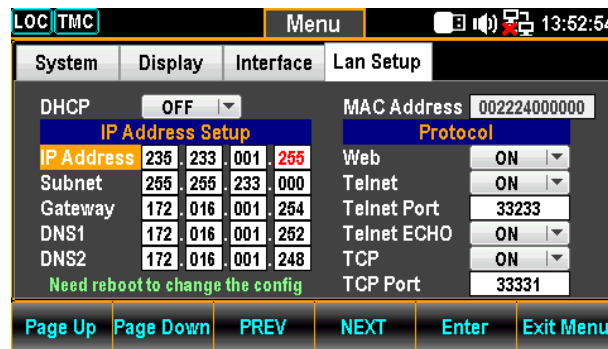 LOC TMC Menu 13:52:54
System Display Interface Lan Setup
DHCP OFF MAC Address 002224000000
IP Address Setup Protocol
IP Address 235 . 233 . 001 . 255 Web ON
Subnet 255 . 255 . 233 . 000 Telnet ON
Gateway 172 . 016 . 001 . 254 Telnet Port 33233
DNS1 172 . 016 . 001 . 252 Telnet ECHO ON
DNS2 172 . 016 . 001 . 248 TCP ON
Need reboot to change the config TCP Port 33331
Page Up Page Down PREV NEXT Enter Exit Menu